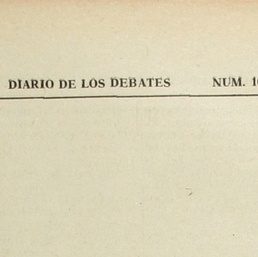 DIARIO DE LOS DEBATES NUM.